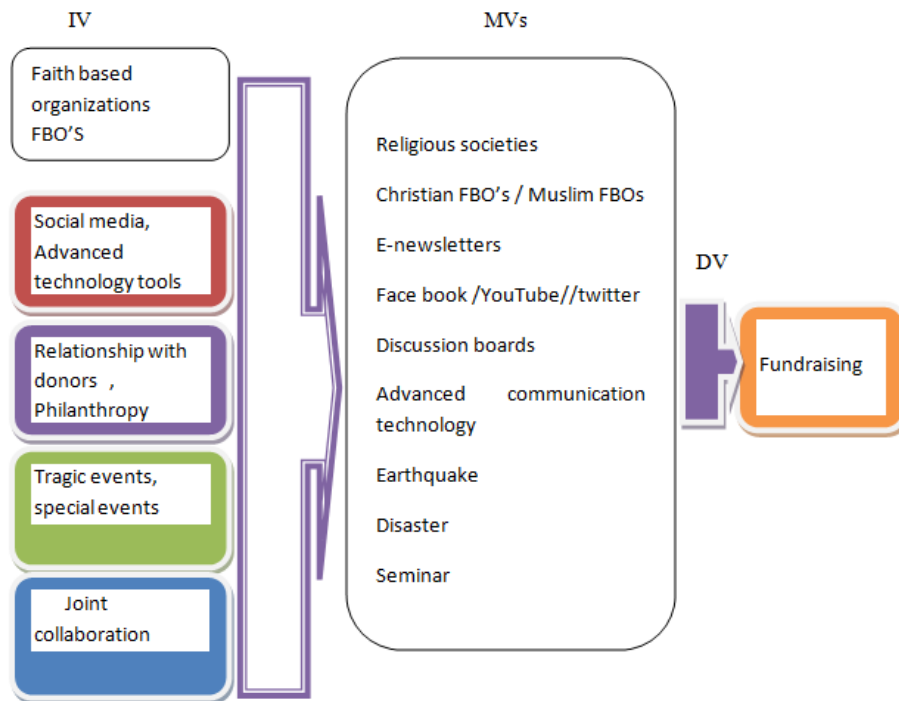 IV
Faith based
organizations
FBO'S
Social media,
Advanced
technology tools
Relationship with
donors ,
Philanthropy
Tragic events,
special events
Joint
collaboration
MVs
Religious societies
Christian FBO's / Muslim FBOs
E-newsletters
Face book /YouTube//twitter
Discussion boards
Advanced communication
technology
Earthquake
Disaster
Seminar
DV
Fundraising